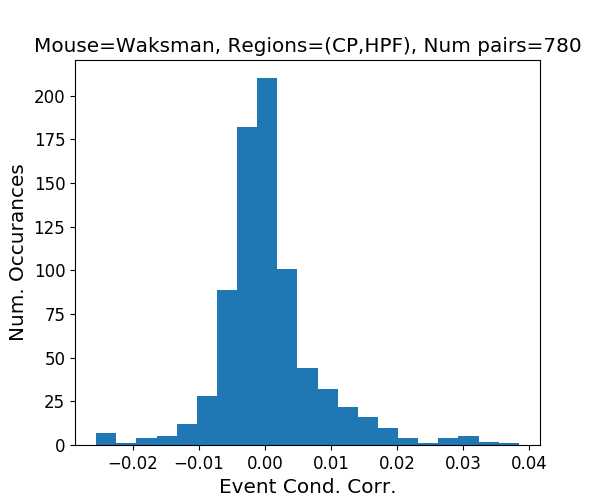 Mouse=Waksman, Regions=(CP,HPF), Num pairs=780
Num. Occurances
200
175
150
125
100
75
50
25
0
−0.02 −0.01 0.00 0.01 0.02 0.03 0.04
Event Cond. Corr.